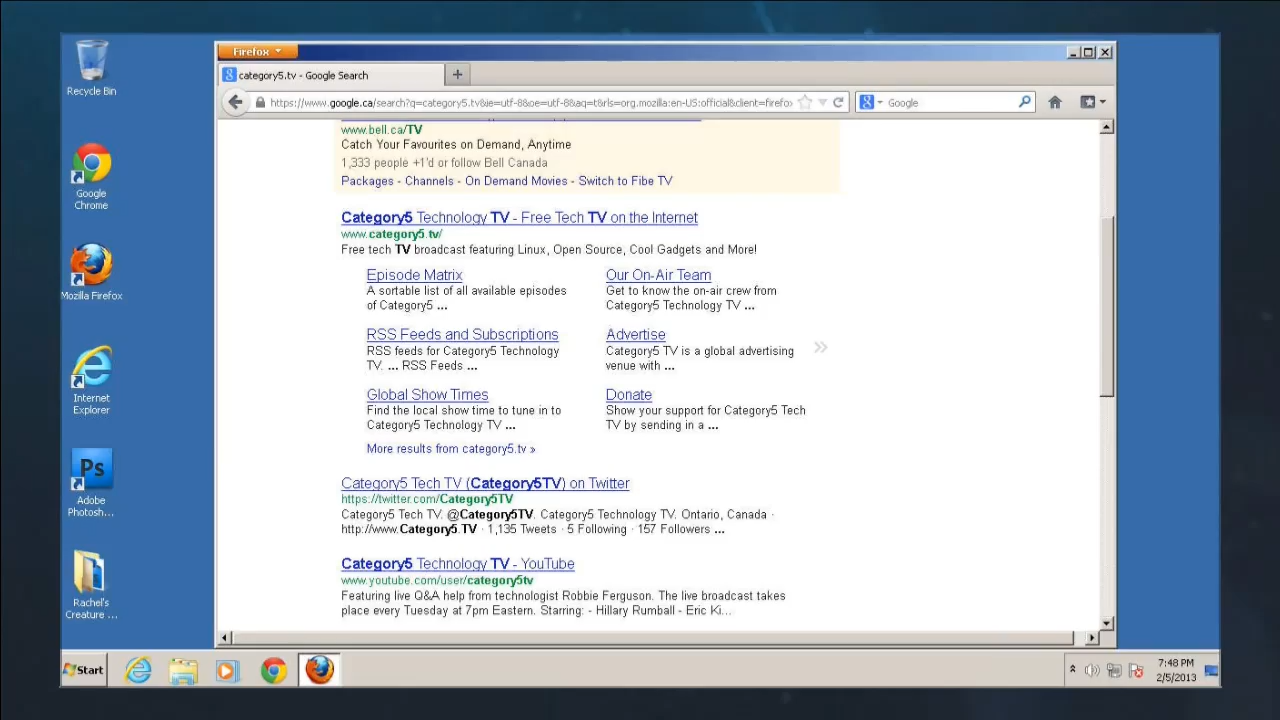 Recycle Bin
Google
Chrome
Mozilla Firefox
Internet
Explorer
Ps
Adobe
Photosh...
Rachel's
Creature ...
Firefox
category5.tv - Google Search
https://www.google.ca/search?q=category5.tv&ie=utf-8&oe=utf-8&aq=t&rls=org.mozilla:en-US:official&client=firefo
Google
www.bell.ca/TV
Catch Your Favourites on Demand, Anytime
1,333 people +1'd or follow Bell Canada
Packages - Channels - On Demand Movies - Switch to Fibe TV
Category5 Technology TV - Free Tech TV on the Internet
www.category5.tv/
Free tech TV broadcast featuring Linux, Open Source, Cool Gadgets and More!
Episode Matrix
A sortable list of all available episodes
of Category5 ...
Our On-Air Team
Get to know the on-air crew from
Category5 Technology TV ...
RSS Feeds and Subscriptions
RSS feeds for Category5 Technology
TV. ... RSS Feeds ...
Advertise
Category5 TV is a global advertising
venue with ...
Global Show Times
Find the local show time to tune in to
Category5 Technology TV ...
Donate
Show your support for Category5 Tech
TV by sending in a ...
More results from category5.tv »
Category5 Tech TV (Category5TV) on Twitter
https://twitter.com/Category5TV
Category5 Tech TV. @Category5TV. Category5 Technology TV. Ontario, Canada ·
http://www.Category5.TV · 1,135 Tweets · 5 Following · 157 Followers ...
Category5 Technology TV - YouTube
www.youtube.com/user/category5tv
Featuring live Q&A help from technologist Robbie Ferguson. The live broadcast takes
place every Tuesday at 7pm Eastern. Starring: - Hillary Rumball - Eric Ki...
Start
7:48 PM
2/5/2013